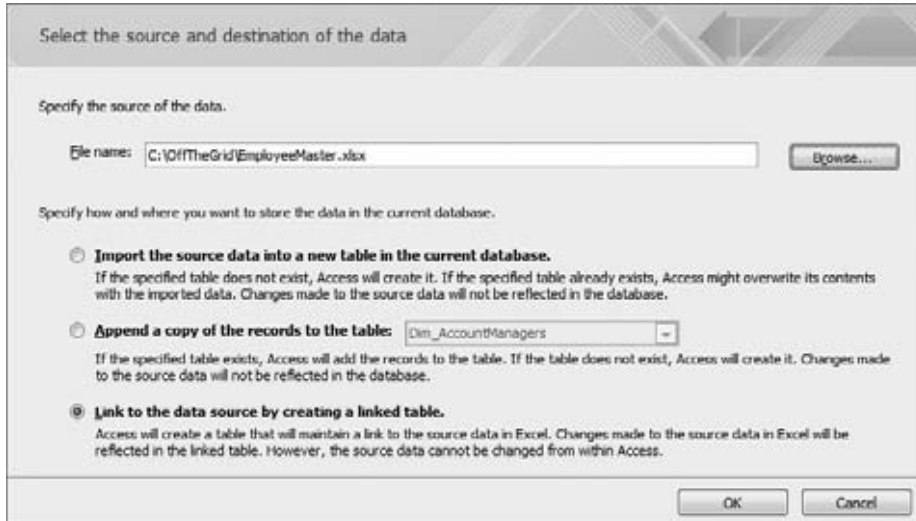 Select the source and destination of the data
Specify the source of the data.
File name: C:\OffTheGrid\EmployeeMaster.xlsx Browse...
Specify how and where you want to store the data in the current database.
Import the source data into a new table in the current database.
If the specified table does not exist, Access will create it. If the specified table already exists, Access might overwrite its contents
with the imported data. Changes made to the source data will not be reflected in the database.
Append a copy of the records to the table: Dim_AccountManagers
If the specified table exists, Access will add the records to the table. If the table does not exist, Access will create it. Changes made
to the source data will not be reflected in the database.
Link to the data source by creating a linked table.
Access will create a table that will maintain a link to the source data in Excel. Changes made to the source data in Excel will be
reflected in the linked table. However, the source data cannot be changed from within Access.
OK Cancel